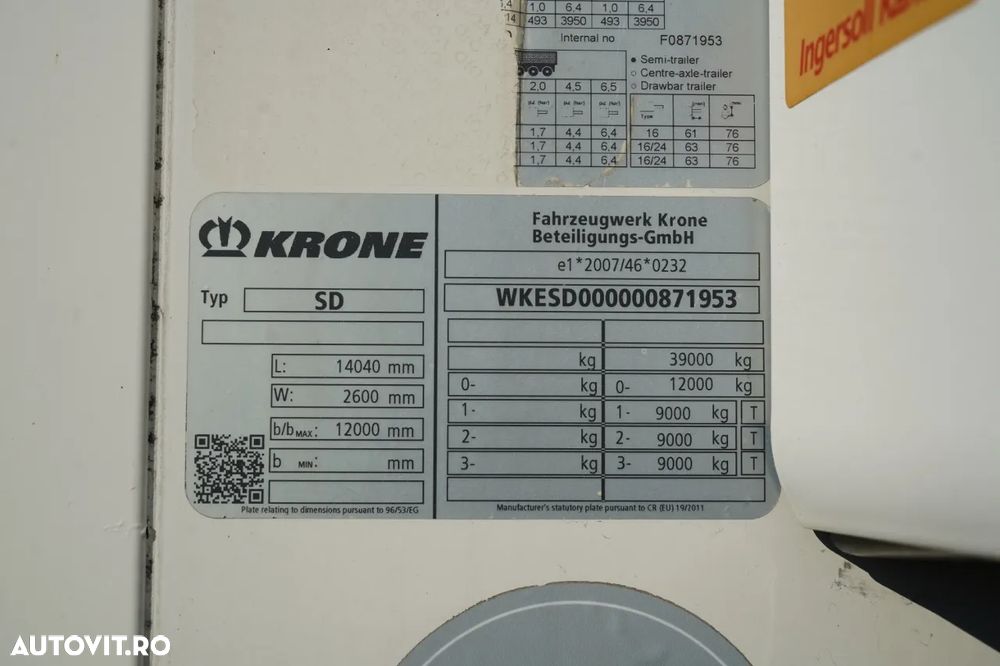 1,0 6,4 1,0 6,4
493 3950 493 3950
Internal no F0871953
Semi-trailer
Centre-axle-trailer
Drawbar trailer
2,0 4,5 6,5
Type
1,7 4,4 6,4 16 61 76
1,7 4,4 6,4 16/24 63 76
1,7 4,4 6,4 16/24 63 76
Ingersoll
KRONE
Typ SD
L: 14040 mm
W: 2600 mm
b/b MAX: 12000 mm
b MIN: mm
Plate relating to dimensions pursuant to 96/53/EG
Fahrzeugwerk Krone
Beteiligungs-GmbH
e1*2007/46*0232
WKESD000000871953
kg 39000 kg
0- kg 0- 12000 kg
1- kg 1- 9000 kg T
2- kg 2- 9000 kg T
3- kg 3- 9000 kg T
Manufacturer's statutory plate pursuant to CR (EU) 19/2011
AUTOVIT.RO